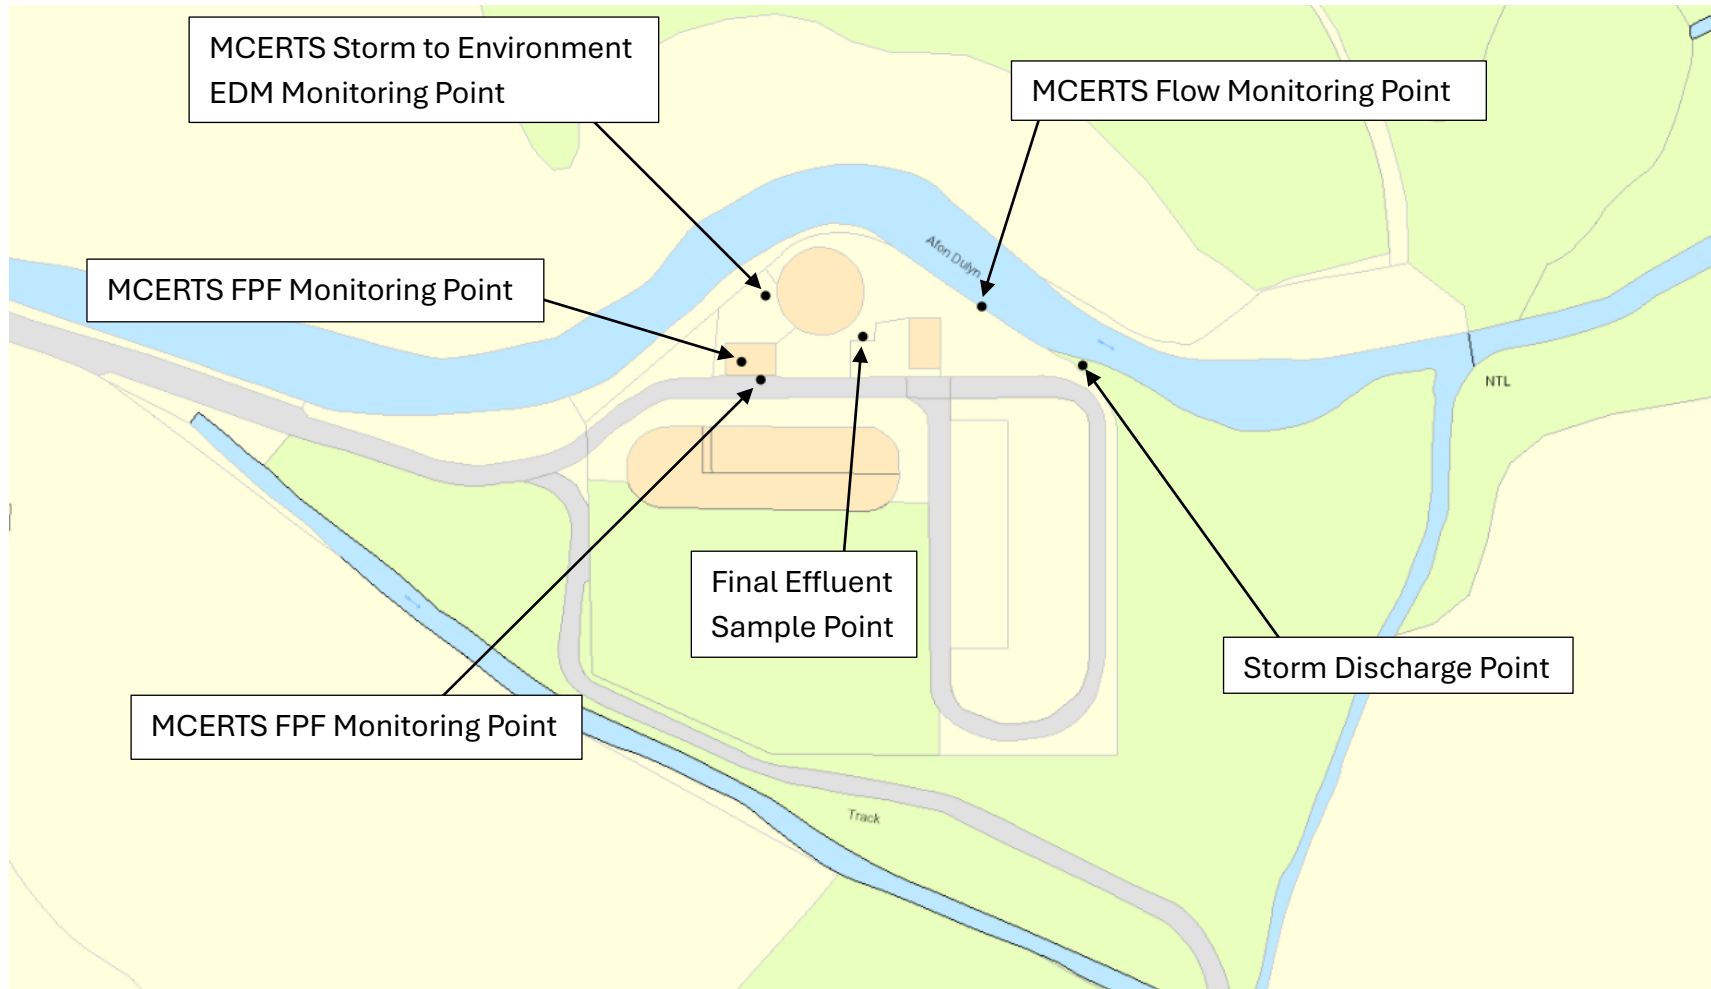 MCERTS Storm to Environment
EDM Monitoring Point
MCERTS Flow Monitoring Point
Afon Dulyn
MCERTS FPF Monitoring Point
NTL
Final Effluent
Sample Point
Storm Discharge Point
MCERTS FPF Monitoring Point
Track